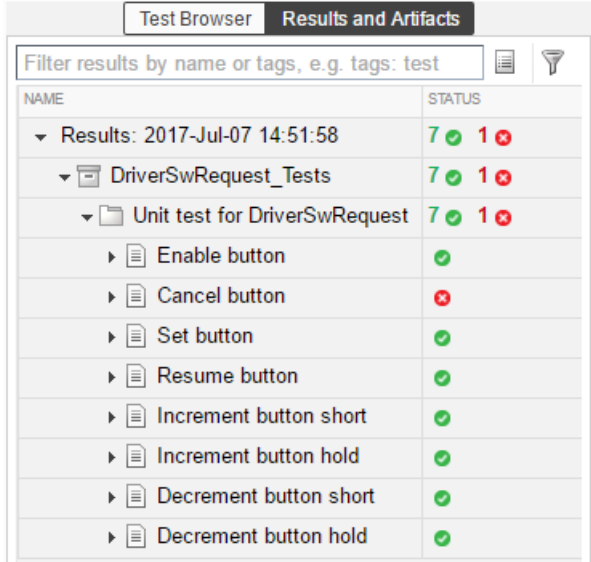 Test Browser Results and Artifacts
Filter results by name or tags, e.g. tags: test
NAME STATUS
Results: 2017-Jul-07 14:51:58 7 1
DriverSwRequest_Tests 7 1
Unit test for DriverSwRequest 7 1
Enable button
Cancel button
Set button
Resume button
Increment button short
Increment button hold
Decrement button short
Decrement button hold